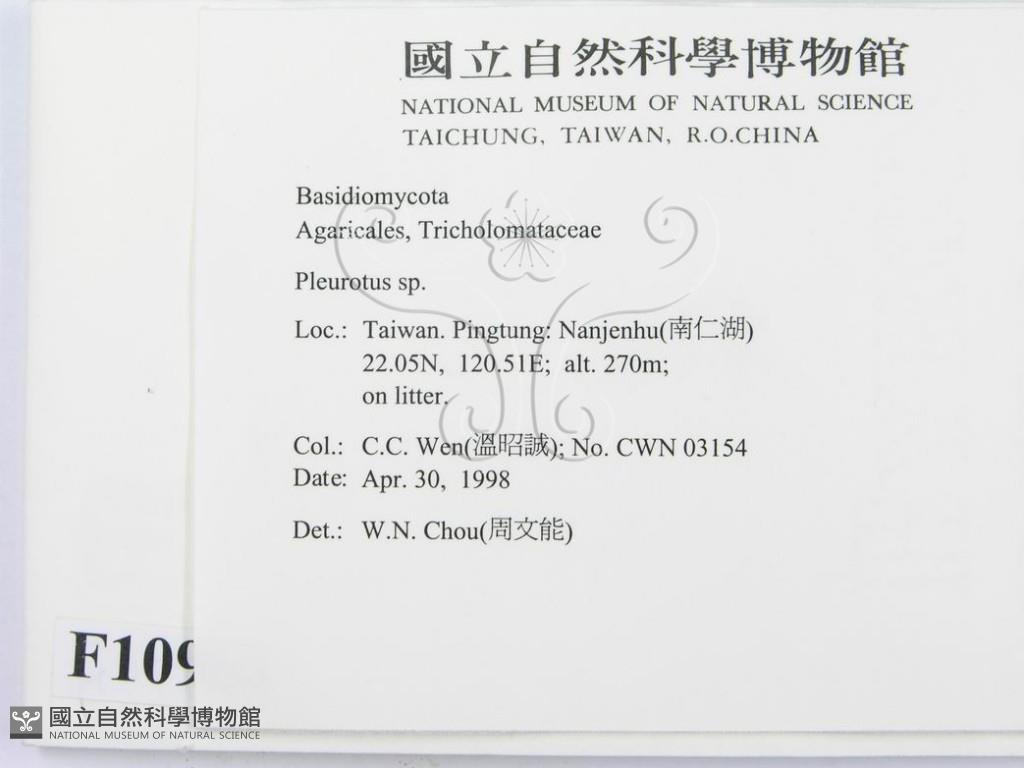 國立自然科學博物館
NATIONAL MUSEUM OF NATURAL SCIENCE
TAICHUNG, TAIWAN, R.O.CHINA
Basidiomycota
Agaricales, Tricholomataceae
Pleurotus sp.
Loc.: Taiwan. Pingtung: Nanjenhu(南仁湖)
22.05N, 120.51E; alt. 270m;
on litter.
Col.: C.C. Wen(溫昭誠); No. CWN 03154
Date: Apr. 30, 1998
Det.: W.N. Chou(周文能)
F109
國立自然科學博物館
NATIONAL MUSEUM OF NATURAL SCIENCE